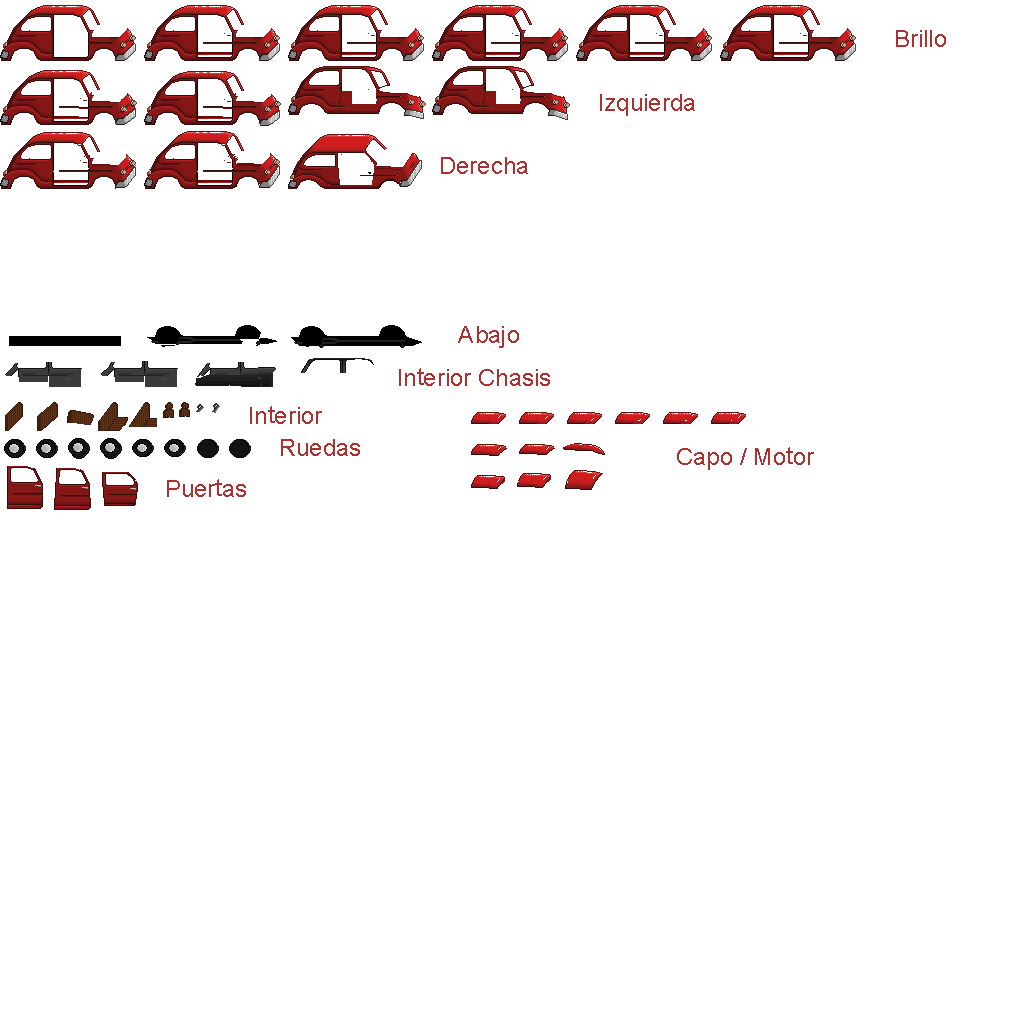 Brillo
Izquierda
Derecha
Abajo
Interior Chasis
Interior
Ruedas
Capo / Motor
Puertas